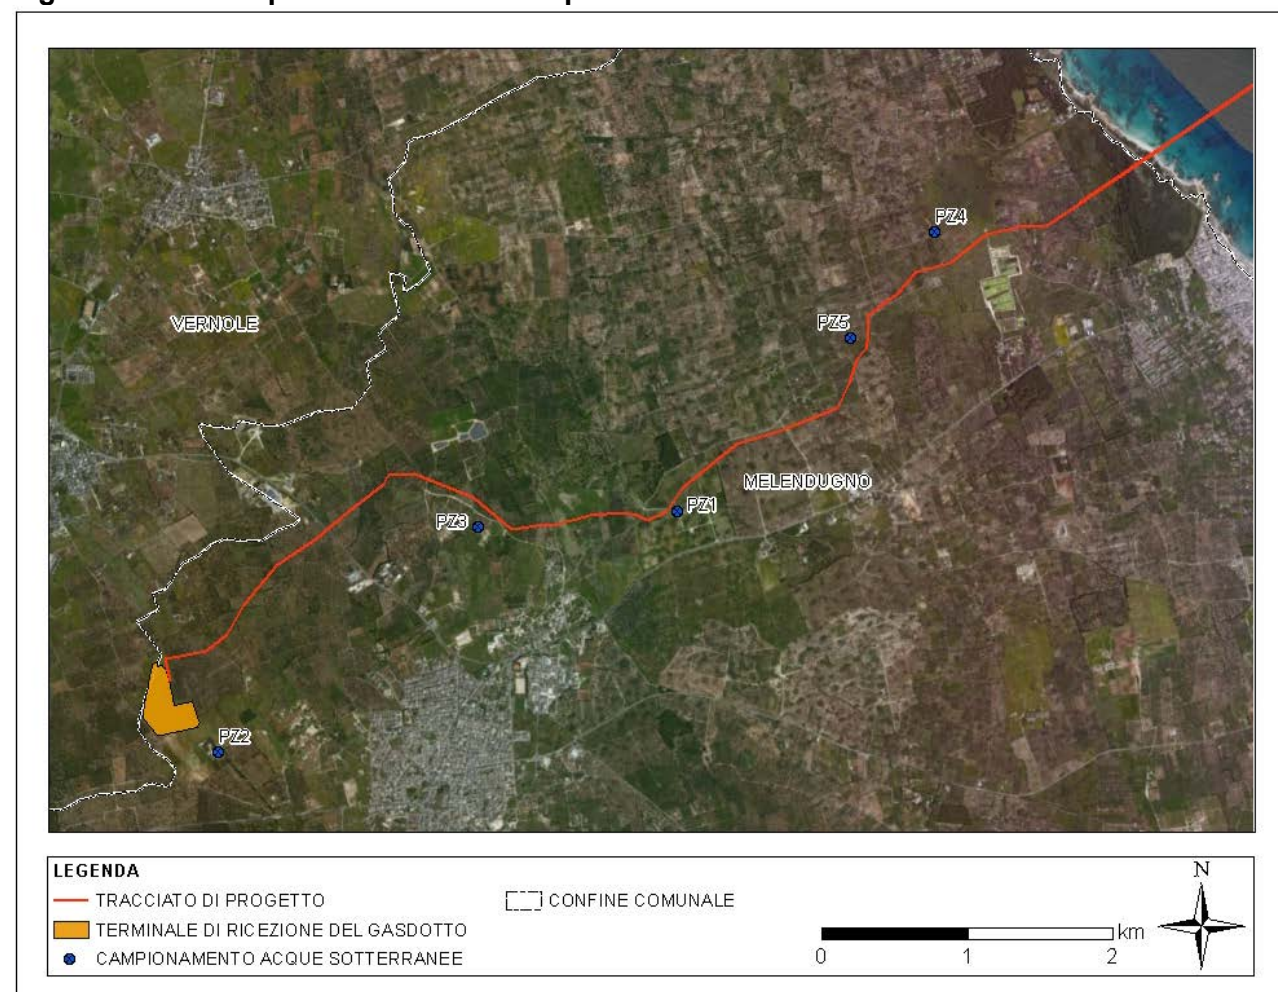 PZ4
VERNOLE
PZ5
MELENDUGNO
PZ1
PZ3
PZ2
LEGENDA
N
TRACCIATO DI PROGETTO
CONFINE COMUNALE
TERMINALE DI RICEZIONE DEL GASDOTTO
km
CAMPIONAMENTO ACQUE SOTTERRANEE
0 1 2